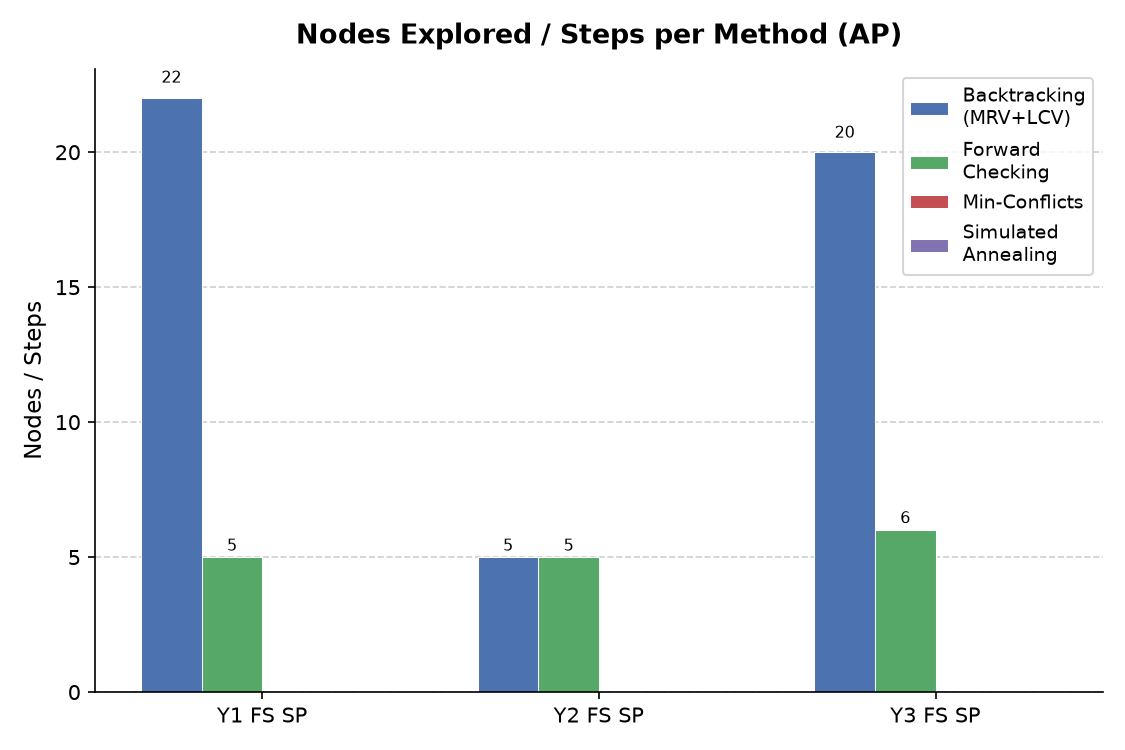 Nodes Explored / Steps per Method (AP)
Nodes / Steps
20
15
10
5
0
22
5
5
5
20
6
Y1 FS SP
Y2 FS SP
Y3 FS SP
Backtracking
(MRV+LCV)
Forward
Checking
Min-Conflicts
Simulated
Annealing